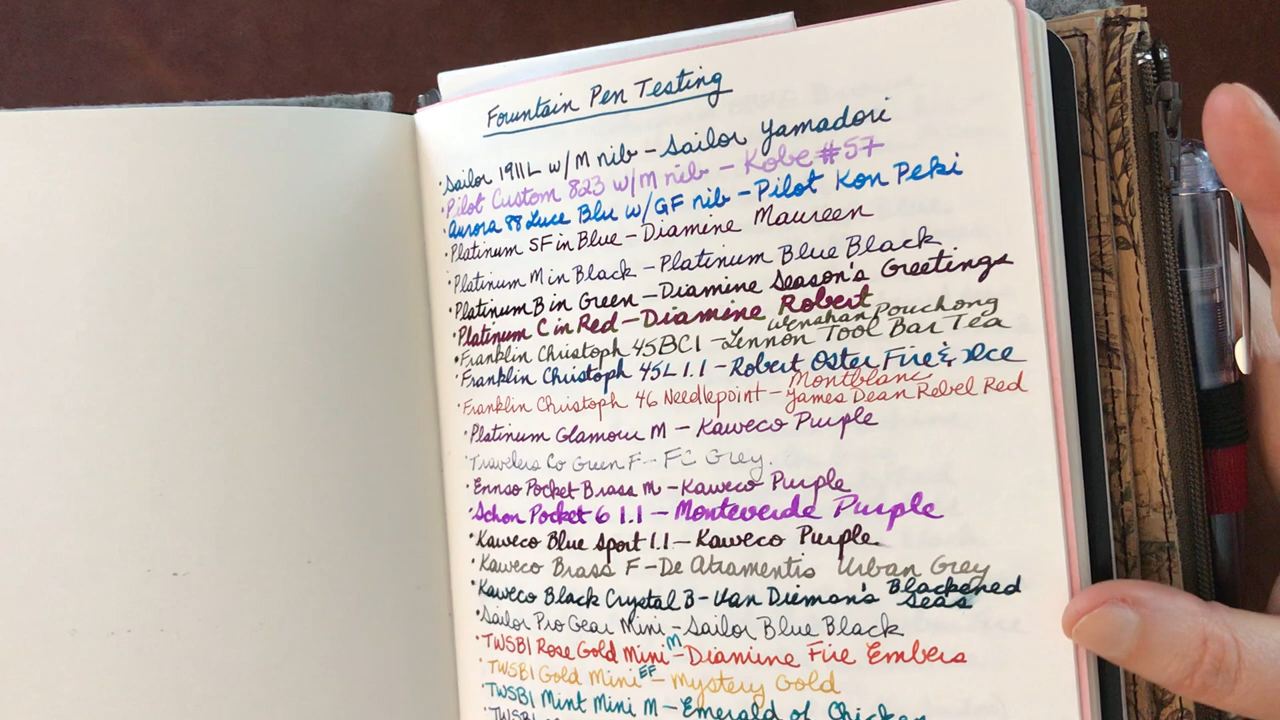 Fountain Pen Testing
· Sailor 1911L w/M nib – Sailor Yamadori
· Pilot Custom 823 w/M nib – Kobe #57
· Aurora 88 Luce Blu w/GF nib – Pilot Kon Peki
· Platinum SF in Blue – Diamine Maureen
· Platinum M in Black – Platinum Blue Black
· Platinum B in Green – Diamine Season's Greetings
· Platinum C in Red – Diamine Robert
Wenshan Pouchong
· Franklin Christoph 45BC1 – Lennon Tool Bar Tea
· Franklin Christoph 45L 1.1 – Robert Oster Fire & Ice
Montblanc
· Franklin Christoph 46 Needlepoint – James Dean Rebel Red
· Platinum Glamour M – Kaweco Purple
· Travelers Co Green F – FC Grey.
· Ennso Pocket Brass M – Kaweco Purple
· Schon Pocket 6 1.1 – Monteverde Purple
· Kaweco Blue Sport 1.1 – Kaweco Purple
· Kaweco Brass F – De Atramentis Urban Grey
· Kaweco Black Crystal B – Van Dieman's Blackened
Seas
· Sailor Pro Gear Mini – Sailor Blue Black
· TWSBI Rose Gold Mini M – Diamine Fire Embers
· TWSBI Gold Mini EF – Mystery Gold
· TWSBI Mint Mini M – Emerald of Chicken
· TWSBI